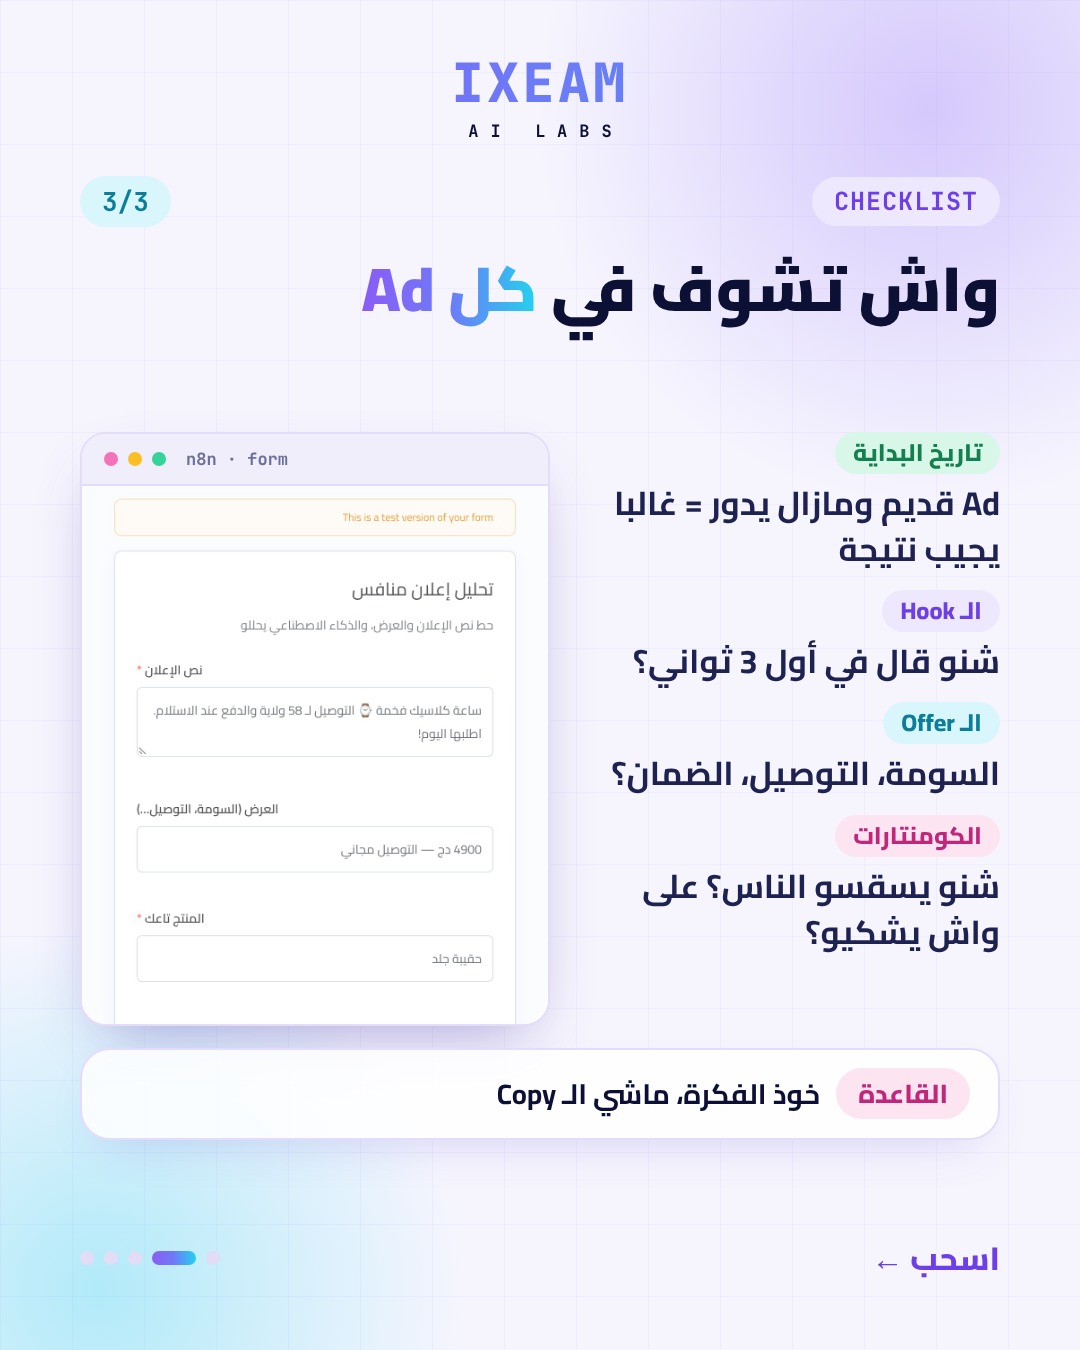 IXEAM
AI LABS
CHECKLIST
3/3
واش تشوف في كل Ad
تاريخ البداية
Ad قديم ومازال يدور = غالبا
يجيب نتيجة
الـ Hook
شنو قال في أول 3 ثواني؟
الـ Offer
السومة، التوصيل، الضمان؟
الكومنتارات
شنو يسقسو الناس؟ على
واش يشكيو؟
n8n · form
This is a test version of your form
تحليل إعلان منافس
حط نص الإعلان والعرض، والذكاء الاصطناعي يحللو
نص الإعلان *
ساعة كلاسيك فخمة ⌚ التوصيل لـ 58 ولاية والدفع عند الاستلام.
اطلبها اليوم!
العرض (السومة، التوصيل...)
4900 دج — التوصيل مجاني
المنتج تاعك *
حقيبة جلد
القاعدة
خوذ الفكرة، ماشي الـ Copy
اسحب ←